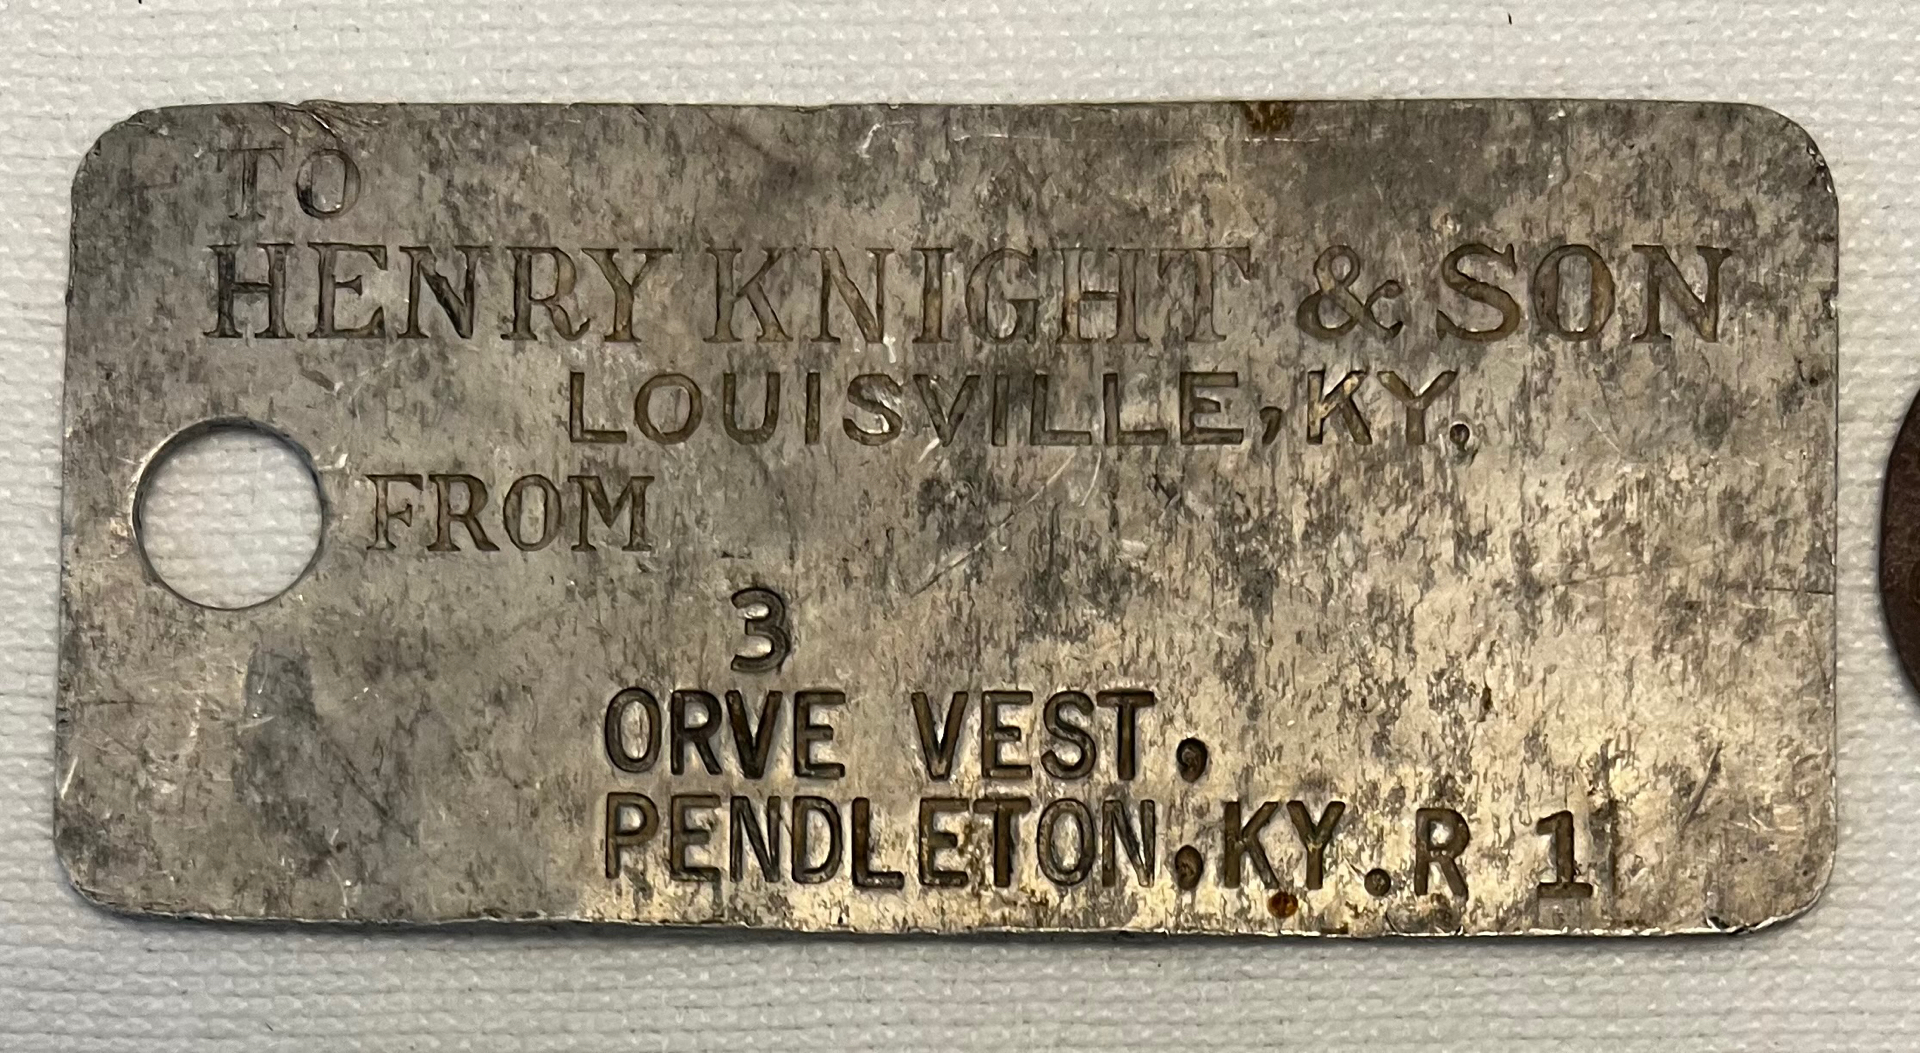 TO
HENRY KNIGHT & SON
LOUISVILLE, KY.
FROM
3
ORVE VEST,
PENDLETON, KY. R 1